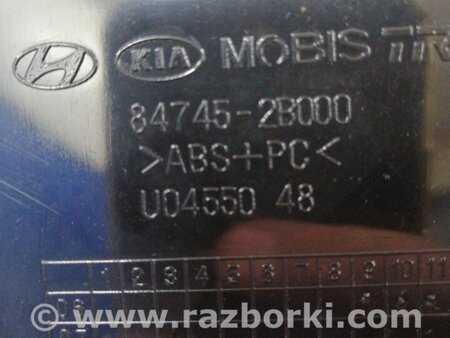 KIA MOBIS TR
84745-2B000
>ABS+PC<
U04550 48
1 2 3 4 5 6 7 8 9 10 11
www.razborki.com